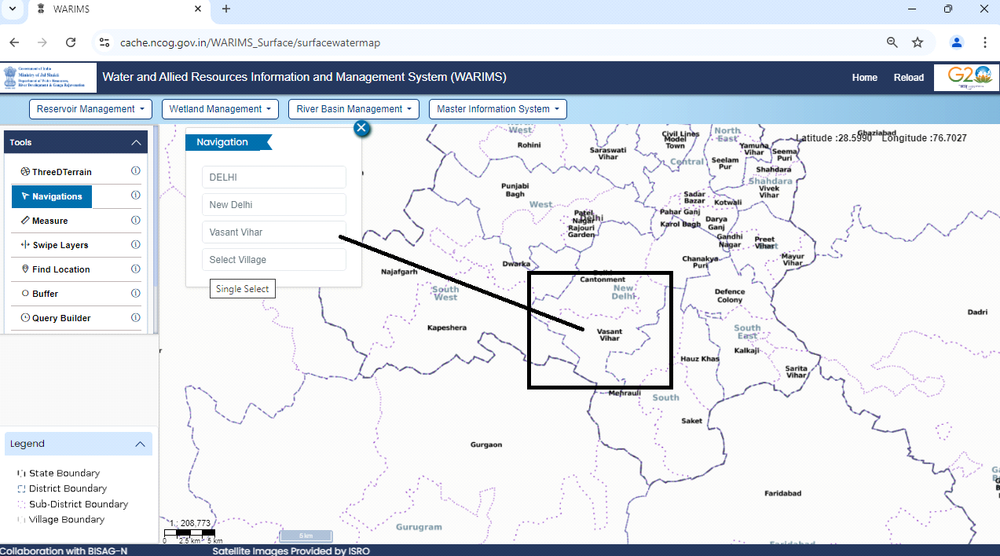 WARIMS
cache.ncog.gov.in/WARIMS_Surface/surfacewatermap
Government of India
Ministry of Jal Shakti
Department of Water Resources,
River Development & Ganga Rejuvenation
Water and Allied Resources Information and Management System (WARIMS)
Home
Reload
G2
Reservoir Management
Wetland Management
River Basin Management
Master Information System
Tools
ThreeDTerrain
Navigations
Measure
Swipe Layers
Find Location
Buffer
Query Builder
Navigation
DELHI
New Delhi
Vasant Vihar
Select Village
Single Select
Latitude :28.5990 Longitude :76.7027
North
West
Rohini
Saraswati
Vihar
Civil Lines
Model
Town
North
East
Ghaziabad
Yamuna
Vihar
Seema
Puri
Central
Seelam
Pur
Shahdara
Shahdara
Vivek
Vihar
Punjabi
Bagh
West
Sadar
Bazar
Kotwali
Patel
Nagar
Delhi
Rajouri
Garden
Pahar Ganj
Karol Bagh
Darya
Ganj
Gandhi
Nagar
Preet
Vihar
Mayur
Vihar
Chanakya
Puri
Dwarka
Najafgarh
Cantonment
New
Delhi
South
West
Defence
Colony
Dadri
Kapeshera
Vasant
Vihar
South
East
Kalkaji
Hauz Khas
Sarita
Vihar
Mehrauli
South
Saket
Gurgaon
Faridabad
Gurugram
Faridabad
Legend
State Boundary
District Boundary
Sub-District Boundary
Village Boundary
1 : 208,773
0 2.5 km 5 km
5 km
Collaboration with BISAG-N
Satellite Images Provided by ISRO